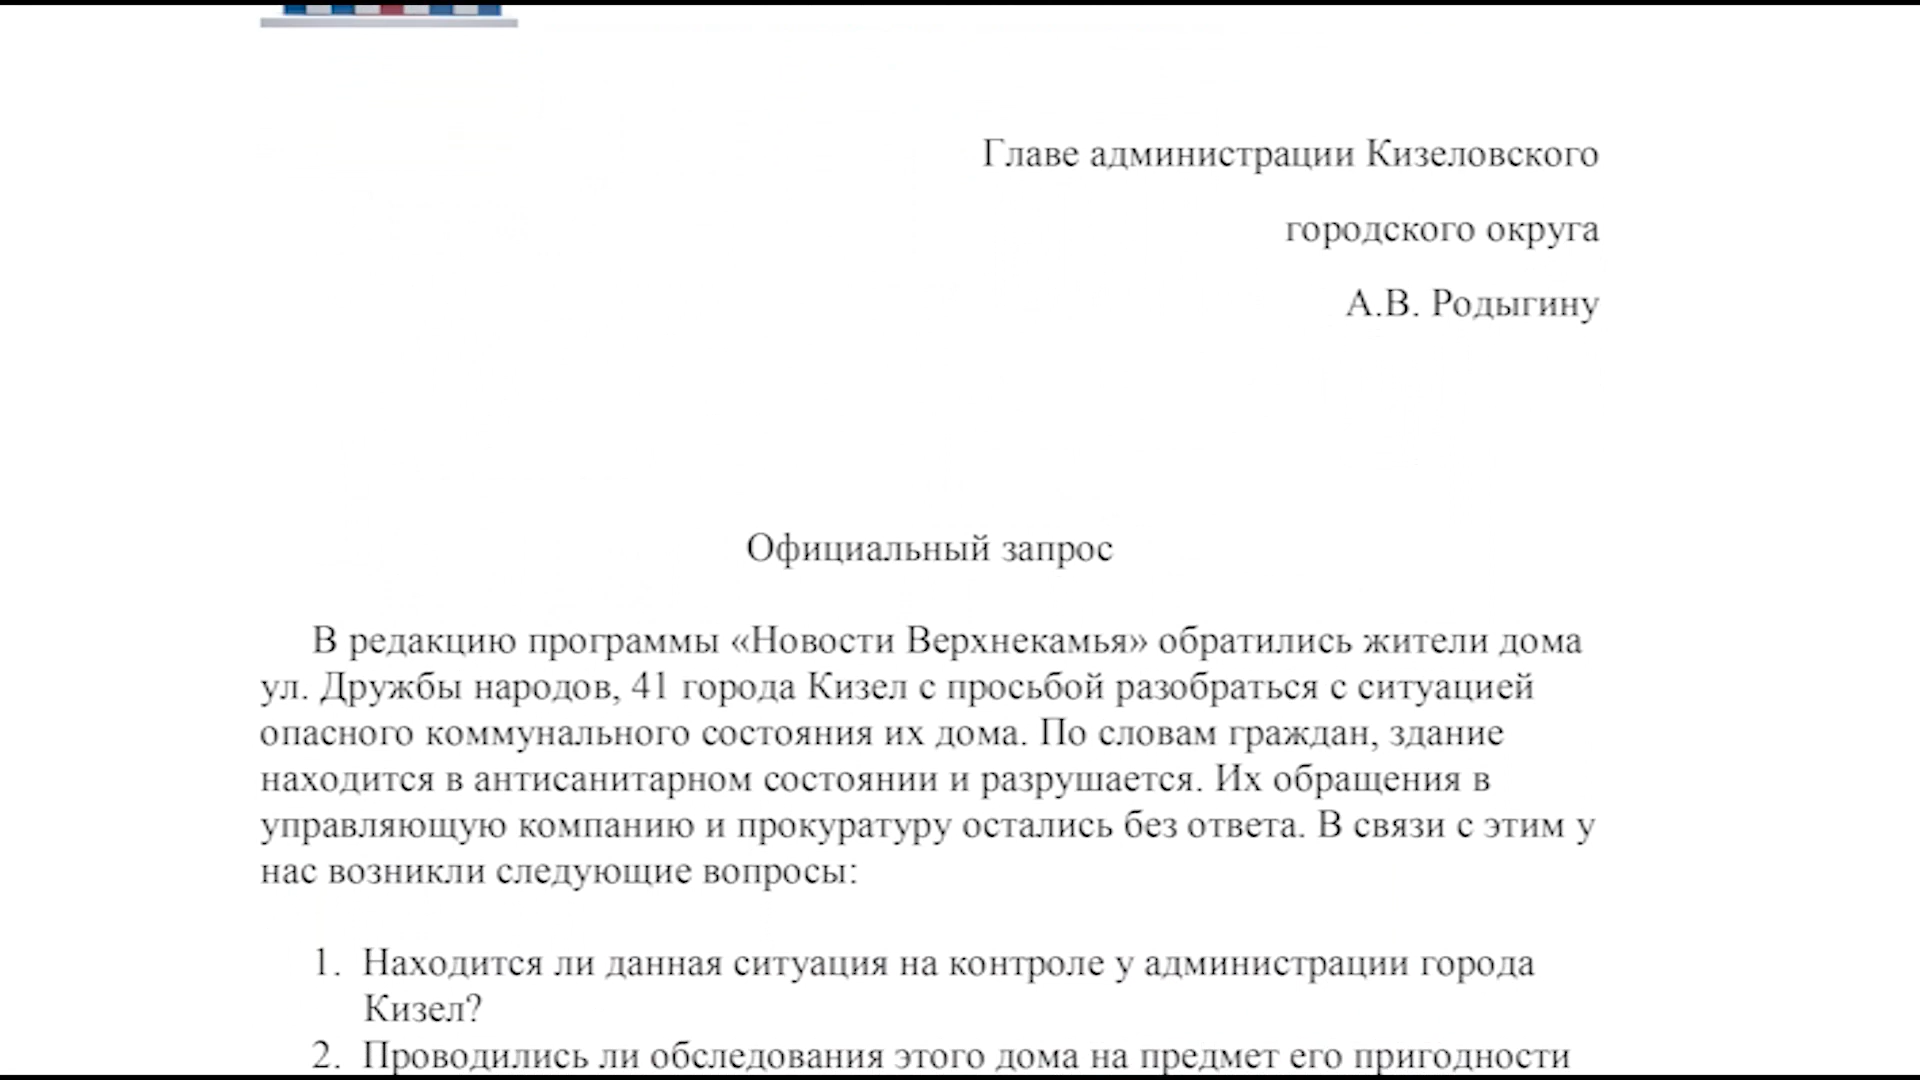 Главе администрации Кизеловского
городского округа
А.В. Родыгину
Официальный запрос
В редакцию программы «Новости Верхнекамья» обратились жители дома
ул. Дружбы народов, 41 города Кизел с просьбой разобраться с ситуацией
опасного коммунального состояния их дома. По словам граждан, здание
находится в антисанитарном состоянии и разрушается. Их обращения в
управляющую компанию и прокуратуру остались без ответа. В связи с этим у
нас возникли следующие вопросы:
1. Находится ли данная ситуация на контроле у администрации города
Кизел?
2. Проводились ли обследования этого дома на предмет его пригодности